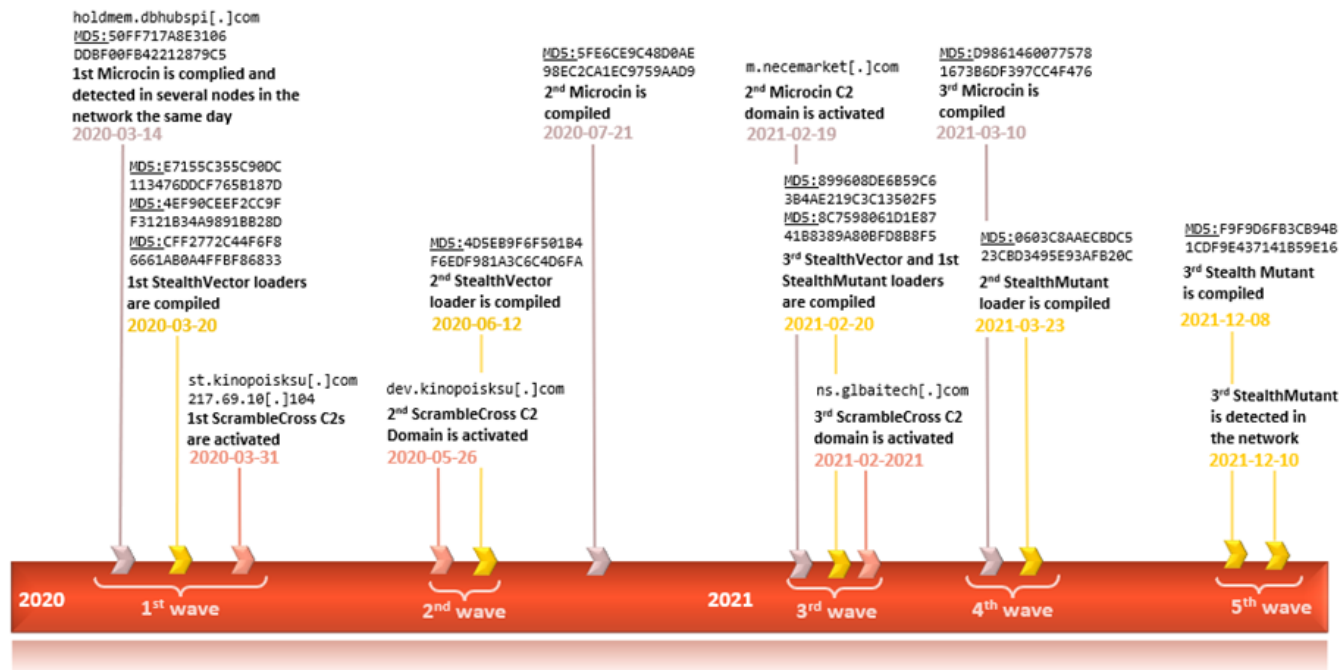 holdmem.dbhubspi[.]com
MD5:50FF717A8E3106
DDBF00FB42212879C5
1st Microcin is complied and
detected in several nodes in the
network the same day
2020-03-14
MD5:E7155C355C90DC
113476DDCF765B187D
MD5:4EF90CEEF2CC9F
F3121B34A9891BB28D
MD5:CFF2772C44F6F8
6661AB0A4FFBF86833
1st StealthVector loaders
are compiled
2020-03-20
st.kinopoisksu[.]com
217.69.10[.]104
1st ScrambleCross C2s
are activated
2020-03-31
MD5:4D5EB9F6F501B4
F6EDF981A3C6C4D6FA
2nd StealthVector
loader is compiled
2020-06-12
dev.kinopoisksu[.]com
2nd ScrambleCross C2
Domain is activated
2020-05-26
MD5:5FE6CE9C48D0AE
98EC2CA1EC9759AAD9
2nd Microcin is
compiled
2020-07-21
m.necemarket[.]com
2nd Microcin C2
domain is activated
2021-02-19
MD5:899608DE6B59C6
3B4AE219C3C13502F5
MD5:8C7598061D1E87
41B8389A80BFD8B8F5
3rd StealthVector and 1st
StealthMutant loaders
are compiled
2021-02-20
ns.glbaitech[.]com
3rd ScrambleCross C2
domain is activated
2021-02-2021
MD5:D9861460077578
1673B6DF397CC4F476
3rd Microcin is
compiled
2021-03-10
MD5:0603C8AAECBDC5
23CBD3495E93AFB20C
2nd StealthMutant
loader is compiled
2021-03-23
MD5:F9F9D6FB3CB94B
1CDF9E437141B59E16
3rd Stealth Mutant
is compiled
2021-12-08
3rd StealthMutant
is detected in
the network
2021-12-10
2020
1st wave
2nd wave
2021
3rd wave
4th wave
5th wave